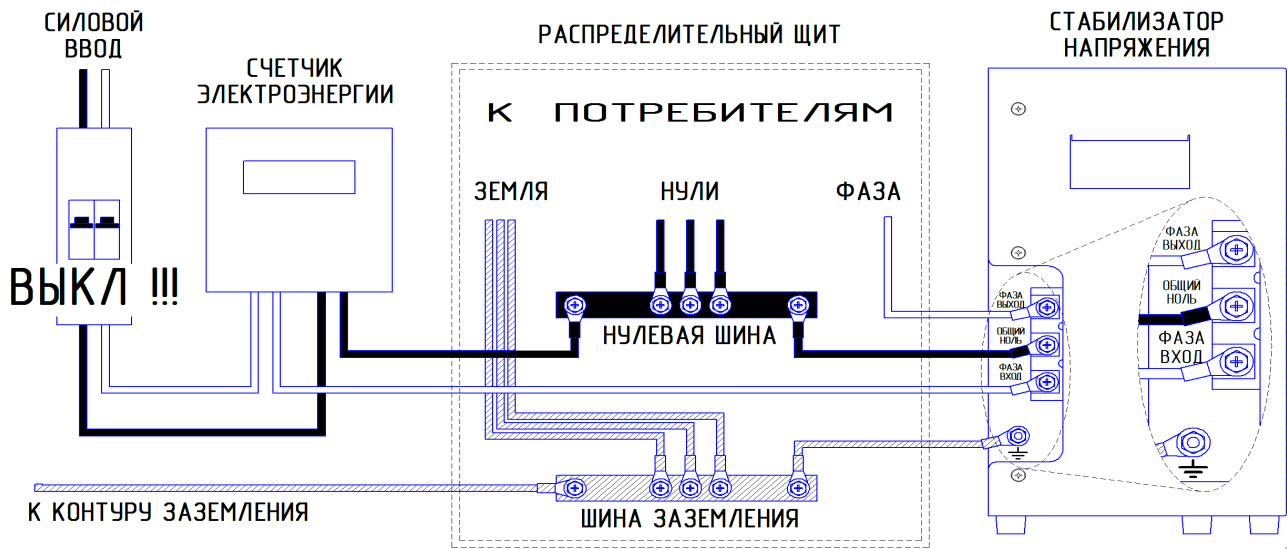 СИЛОВОЙ
ВВОД
СЧЕТЧИК
ЭЛЕКТРОЭНЕРГИИ
РАСПРЕДЕЛИТЕЛЬНЫЙ ЩИТ
СТАБИЛИЗАТОР
НАПРЯЖЕНИЯ
К ПОТРЕБИТЕЛЯМ
ЗЕМЛЯ
НУЛИ
ФАЗА
ВЫКЛ !!!
НУЛЕВАЯ ШИНА
ФАЗА
ВЫХОД
ОБЩИЙ
НОЛЬ
ФАЗА
ВХОД
ФАЗА
ВЫХОД
ОБЩИЙ
НОЛЬ
ФАЗА
ВХОД
К КОНТУРУ ЗАЗЕМЛЕНИЯ
ШИНА ЗАЗЕМЛЕНИЯ